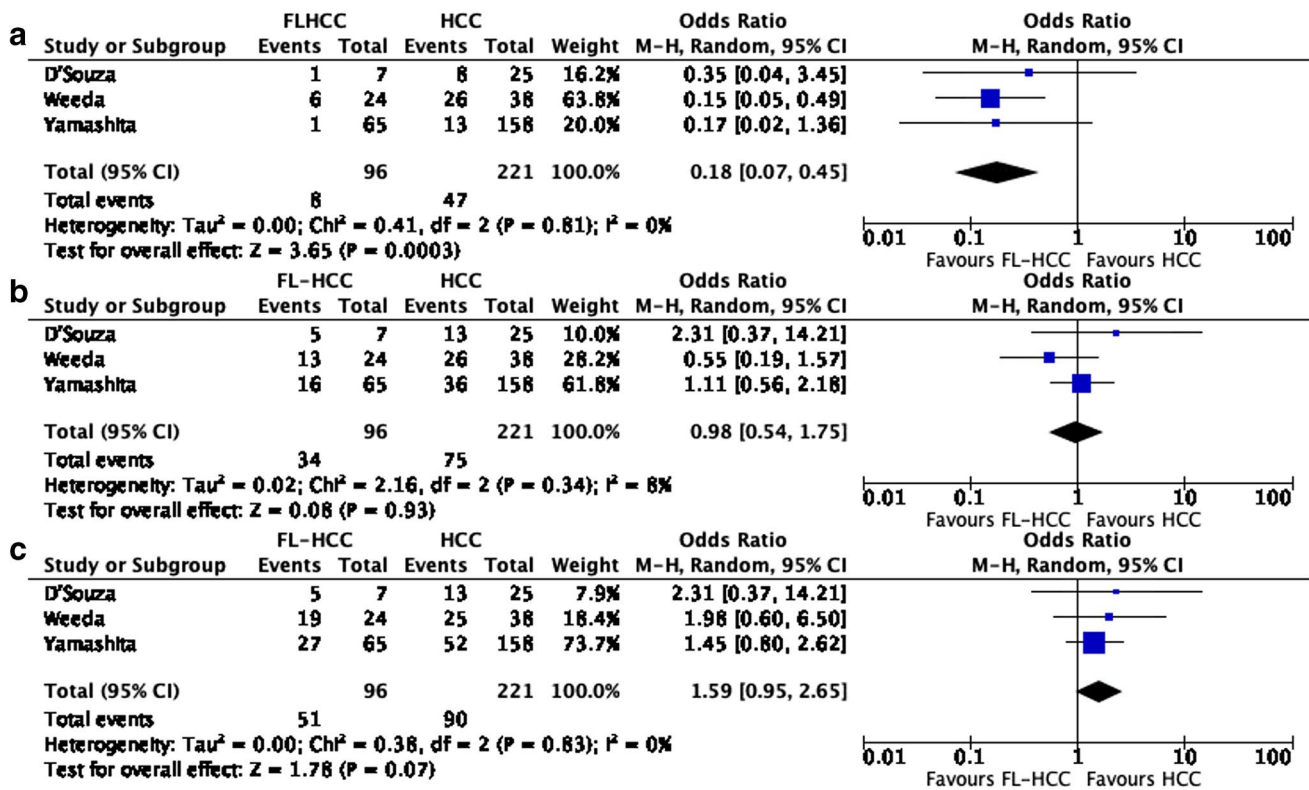 a
FLHCC HCC Odds Ratio Odds Ratio
Study or Subgroup Events Total Events Total Weight M-H, Random, 95% CI M-H, Random, 95% CI
D'Souza 1 7 8 25 16.2% 0.35 [0.04, 3.45]
Weeda 6 24 26 38 63.8% 0.15 [0.05, 0.49]
Yamashita 1 65 13 158 20.0% 0.17 [0.02, 1.36]
Total (95% CI) 96 221 100.0% 0.18 [0.07, 0.45]
Total events 8 47
Heterogeneity: Tau² = 0.00; Chi² = 0.41, df = 2 (P = 0.81); I² = 0%
Test for overall effect: Z = 3.65 (P = 0.0003)
0.01 0.1 1 10 100
Favours FL-HCC Favours HCC
b
FL-HCC HCC Odds Ratio Odds Ratio
Study or Subgroup Events Total Events Total Weight M-H, Random, 95% CI M-H, Random, 95% CI
D'Souza 5 7 13 25 10.0% 2.31 [0.37, 14.21]
Weeda 13 24 26 38 28.2% 0.55 [0.19, 1.57]
Yamashita 16 65 36 158 61.8% 1.11 [0.56, 2.18]
Total (95% CI) 96 221 100.0% 0.98 [0.54, 1.75]
Total events 34 75
Heterogeneity: Tau² = 0.02; Chi² = 2.16, df = 2 (P = 0.34); I² = 8%
Test for overall effect: Z = 0.08 (P = 0.93)
0.01 0.1 1 10 100
Favours FL-HCC Favours HCC
c
FL-HCC HCC Odds Ratio Odds Ratio
Study or Subgroup Events Total Events Total Weight M-H, Random, 95% CI M-H, Random, 95% CI
D'Souza 5 7 13 25 7.9% 2.31 [0.37, 14.21]
Weeda 19 24 25 38 18.4% 1.98 [0.60, 6.50]
Yamashita 27 65 52 158 73.7% 1.45 [0.80, 2.62]
Total (95% CI) 96 221 100.0% 1.59 [0.95, 2.65]
Total events 51 90
Heterogeneity: Tau² = 0.00; Chi² = 0.38, df = 2 (P = 0.83); I² = 0%
Test for overall effect: Z = 1.78 (P = 0.07)
0.01 0.1 1 10 100
Favours FL-HCC Favours HCC